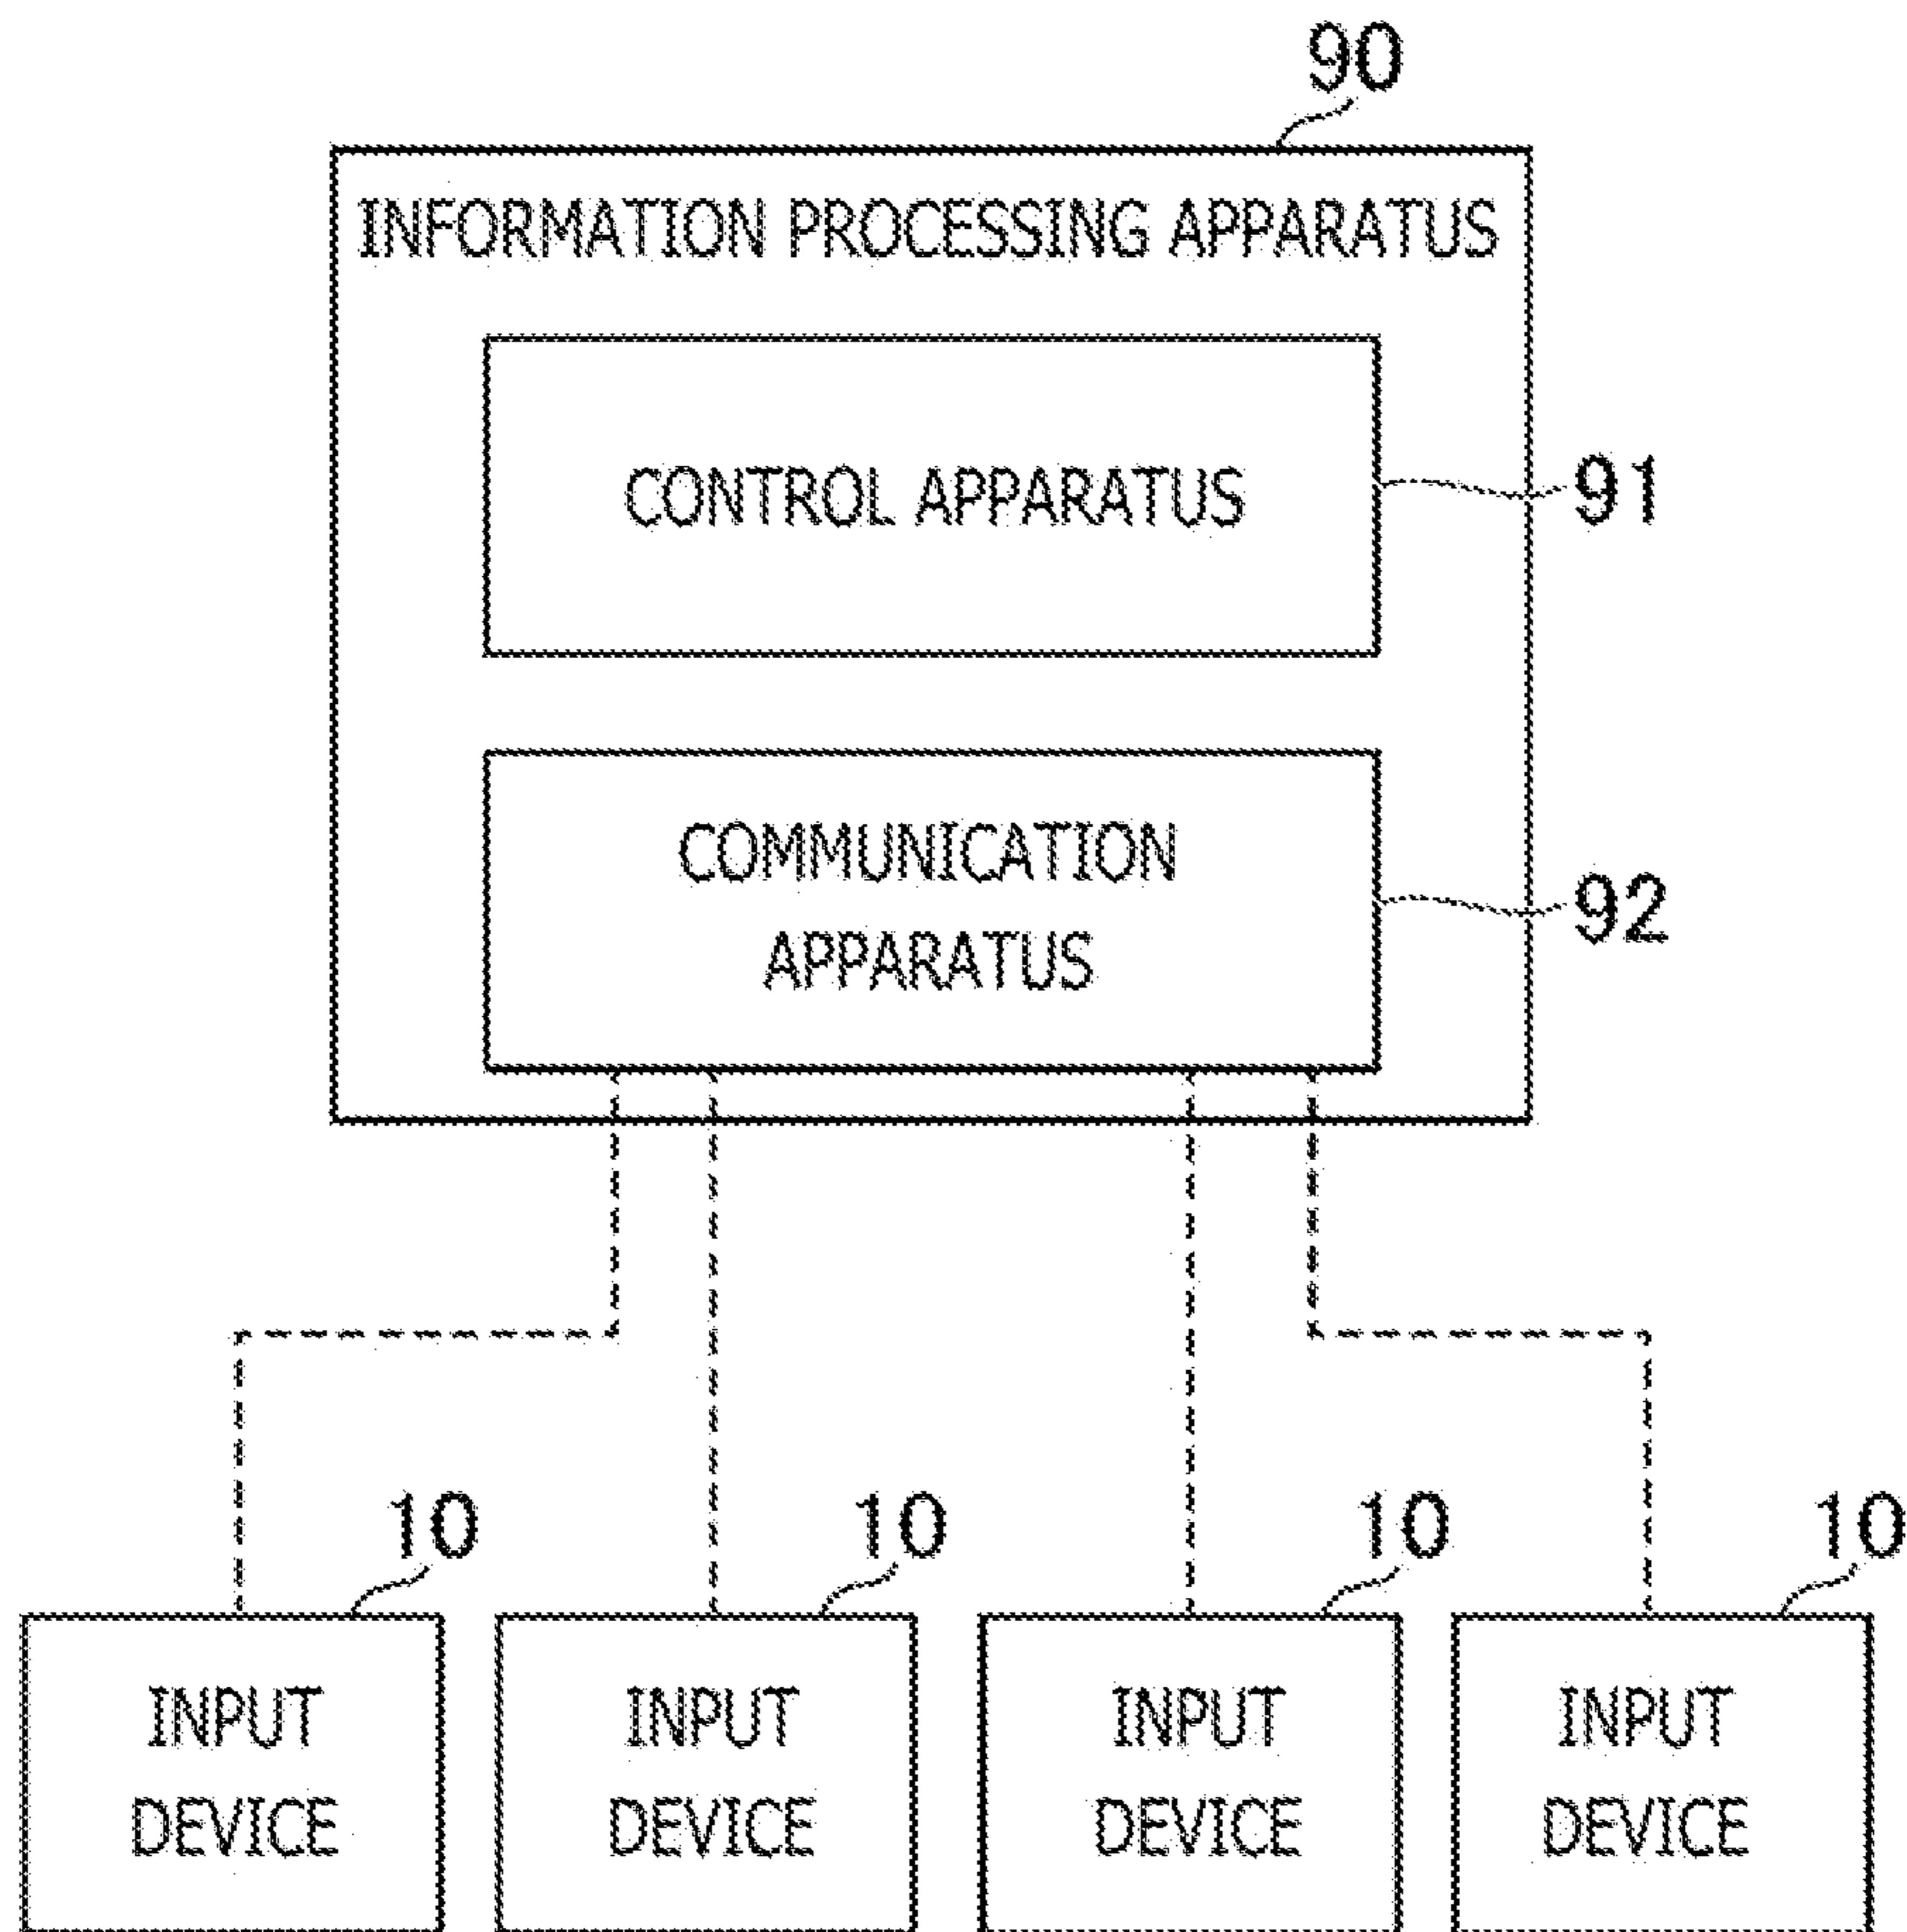 90
INFORMATION PROCESSING APPARATUS
CONTROL APPARATUS
91
COMMUNICATION
APPARATUS
92
10
10
10
10
INPUT
DEVICE
INPUT
DEVICE
INPUT
DEVICE
INPUT
DEVICE